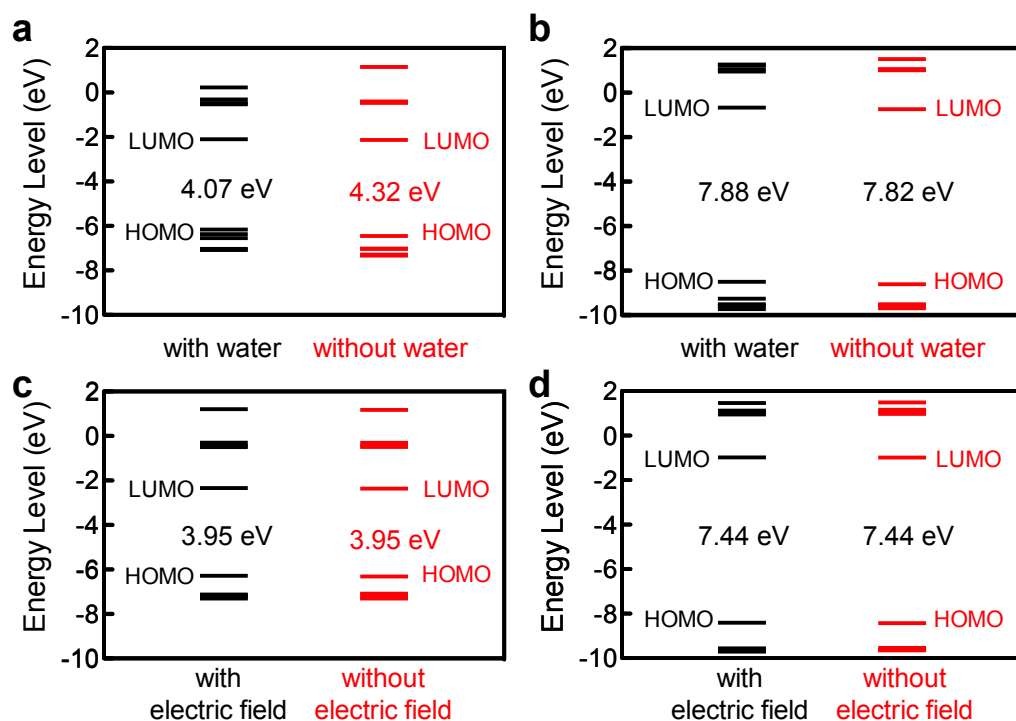 a
Energy Level (eV)
2
0
-2
-4
-6
-8
-10
LUMO
LUMO
4.07 eV
4.32 eV
HOMO
HOMO
with water
without water
b
Energy Level (eV)
2
0
-2
-4
-6
-8
-10
LUMO
LUMO
7.88 eV
7.82 eV
HOMO
HOMO
with water
without water
c
Energy Level (eV)
2
0
-2
-4
-6
-8
-10
LUMO
LUMO
3.95 eV
3.95 eV
HOMO
HOMO
with
electric field
without
electric field
d
Energy Level (eV)
2
0
-2
-4
-6
-8
-10
LUMO
LUMO
7.44 eV
7.44 eV
HOMO
HOMO
with
electric field
without
electric field